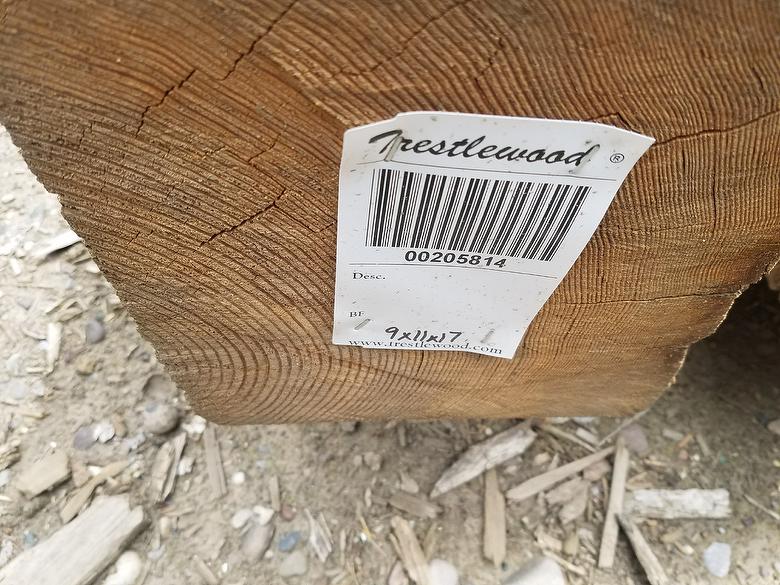 Trestlewood ®
00205814
Desc.
BF
9x11x17
www.trestlewood.com